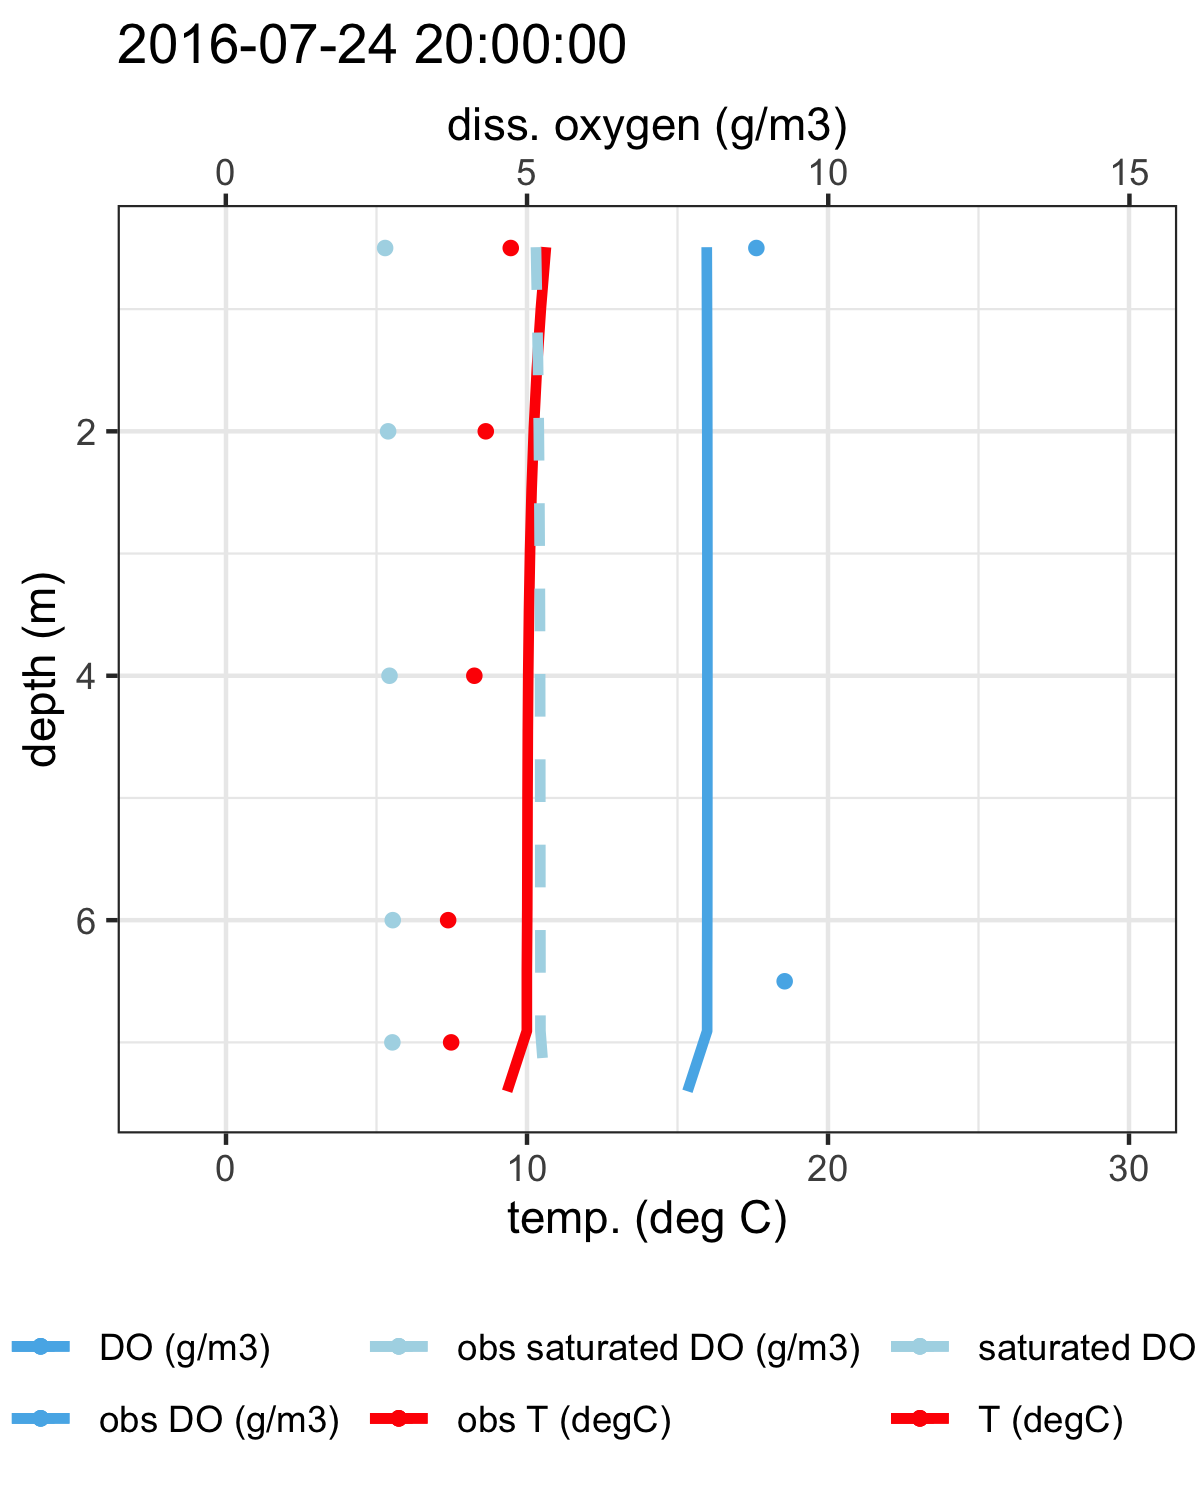 2016-07-24 20:00:00
diss. oxygen (g/m3)
0 5 10 15
depth (m)
2
4
6
0 10 20 30
temp. (deg C)
DO (g/m3) obs saturated DO (g/m3) saturated DO
obs DO (g/m3) obs T (degC) T (degC)